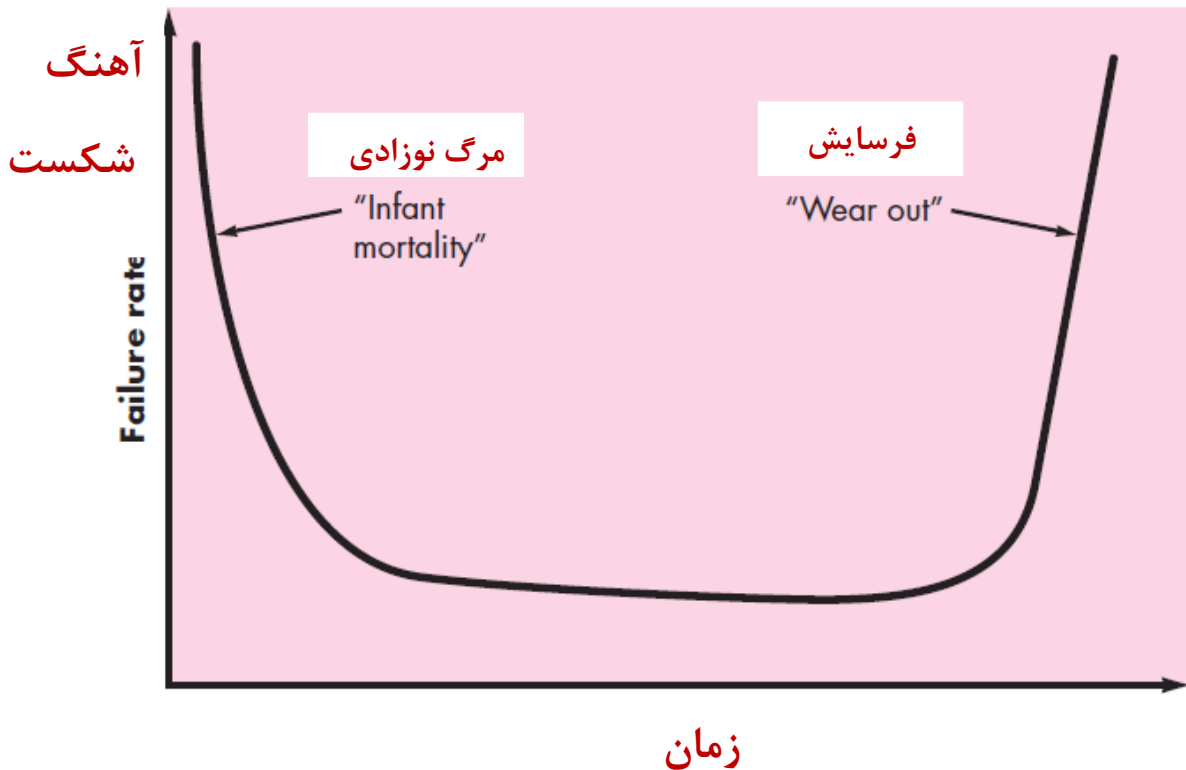 آهنگ
شکست
مرگ نوزادی
"Infant
mortality"
فرسایش
"Wear out"
Failure rate
زمان